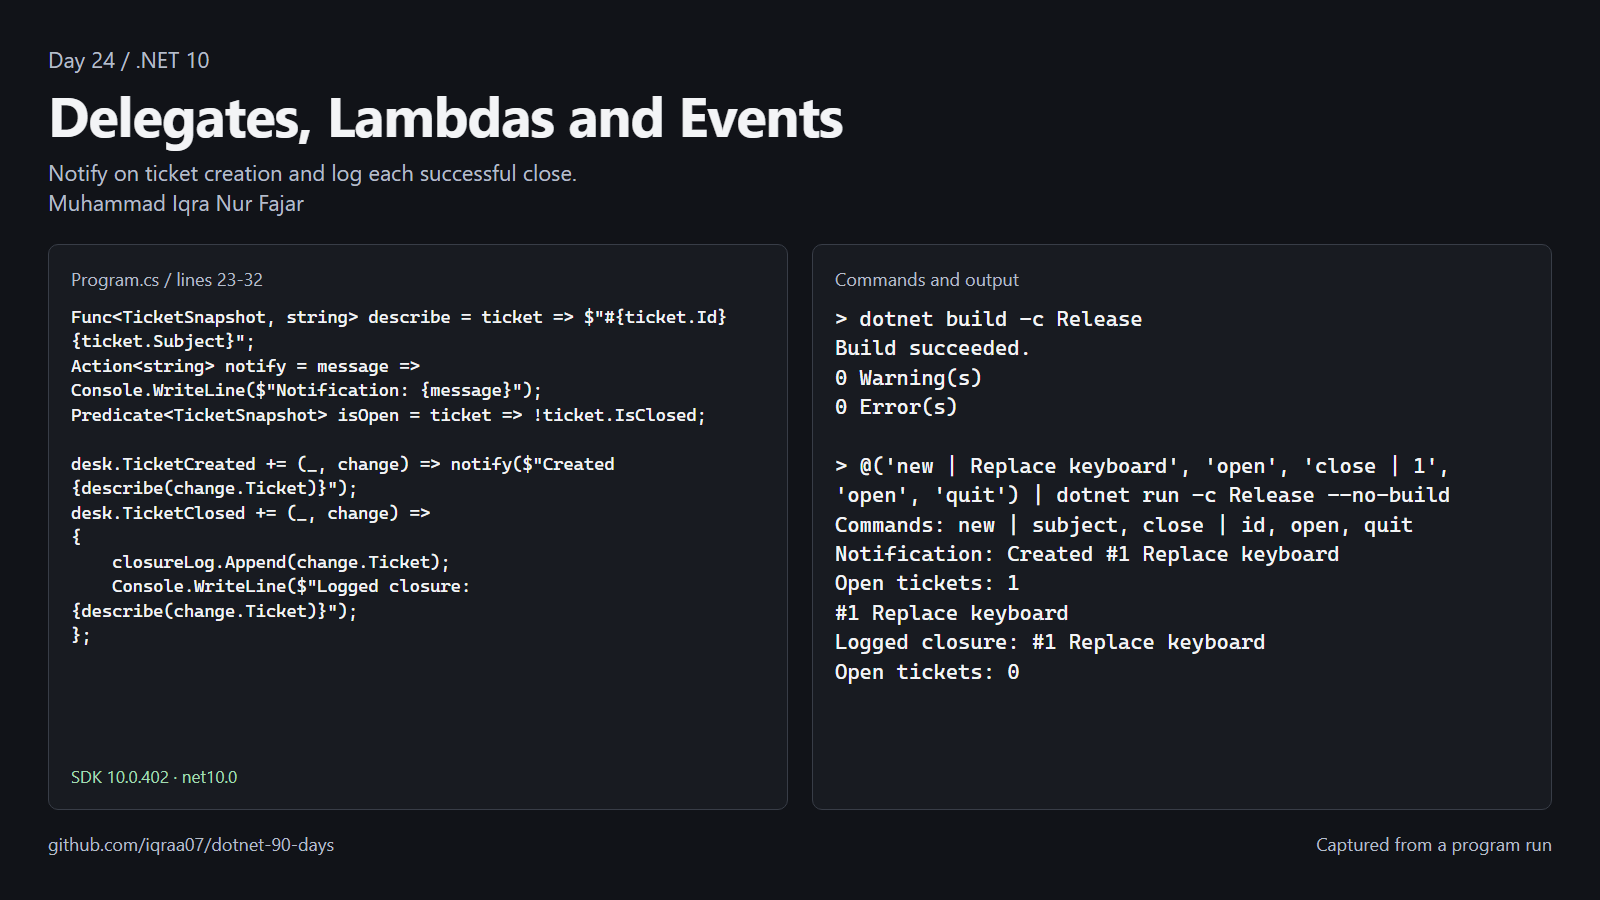 Day 24 / .NET 10
Delegates, Lambdas and Events
Notify on ticket creation and log each successful close.
Muhammad Iqra Nur Fajar
Program.cs / lines 23-32
Func<TicketSnapshot, string> describe = ticket => $"#{ticket.Id}
{ticket.Subject}";
Action<string> notify = message =>
Console.WriteLine($"Notification: {message}");
Predicate<TicketSnapshot> isOpen = ticket => !ticket.IsClosed;
desk.TicketCreated += (_, change) => notify($"Created
{describe(change.Ticket)}");
desk.TicketClosed += (_, change) =>
{
    closureLog.Append(change.Ticket);
    Console.WriteLine($"Logged closure:
{describe(change.Ticket)}");
};
SDK 10.0.402 · net10.0
Commands and output
> dotnet build -c Release
Build succeeded.
0 Warning(s)
0 Error(s)
> @('new | Replace keyboard', 'open', 'close | 1',
'open', 'quit') | dotnet run -c Release --no-build
Commands: new | subject, close | id, open, quit
Notification: Created #1 Replace keyboard
Open tickets: 1
#1 Replace keyboard
Logged closure: #1 Replace keyboard
Open tickets: 0
github.com/iqraa07/dotnet-90-days
Captured from a program run